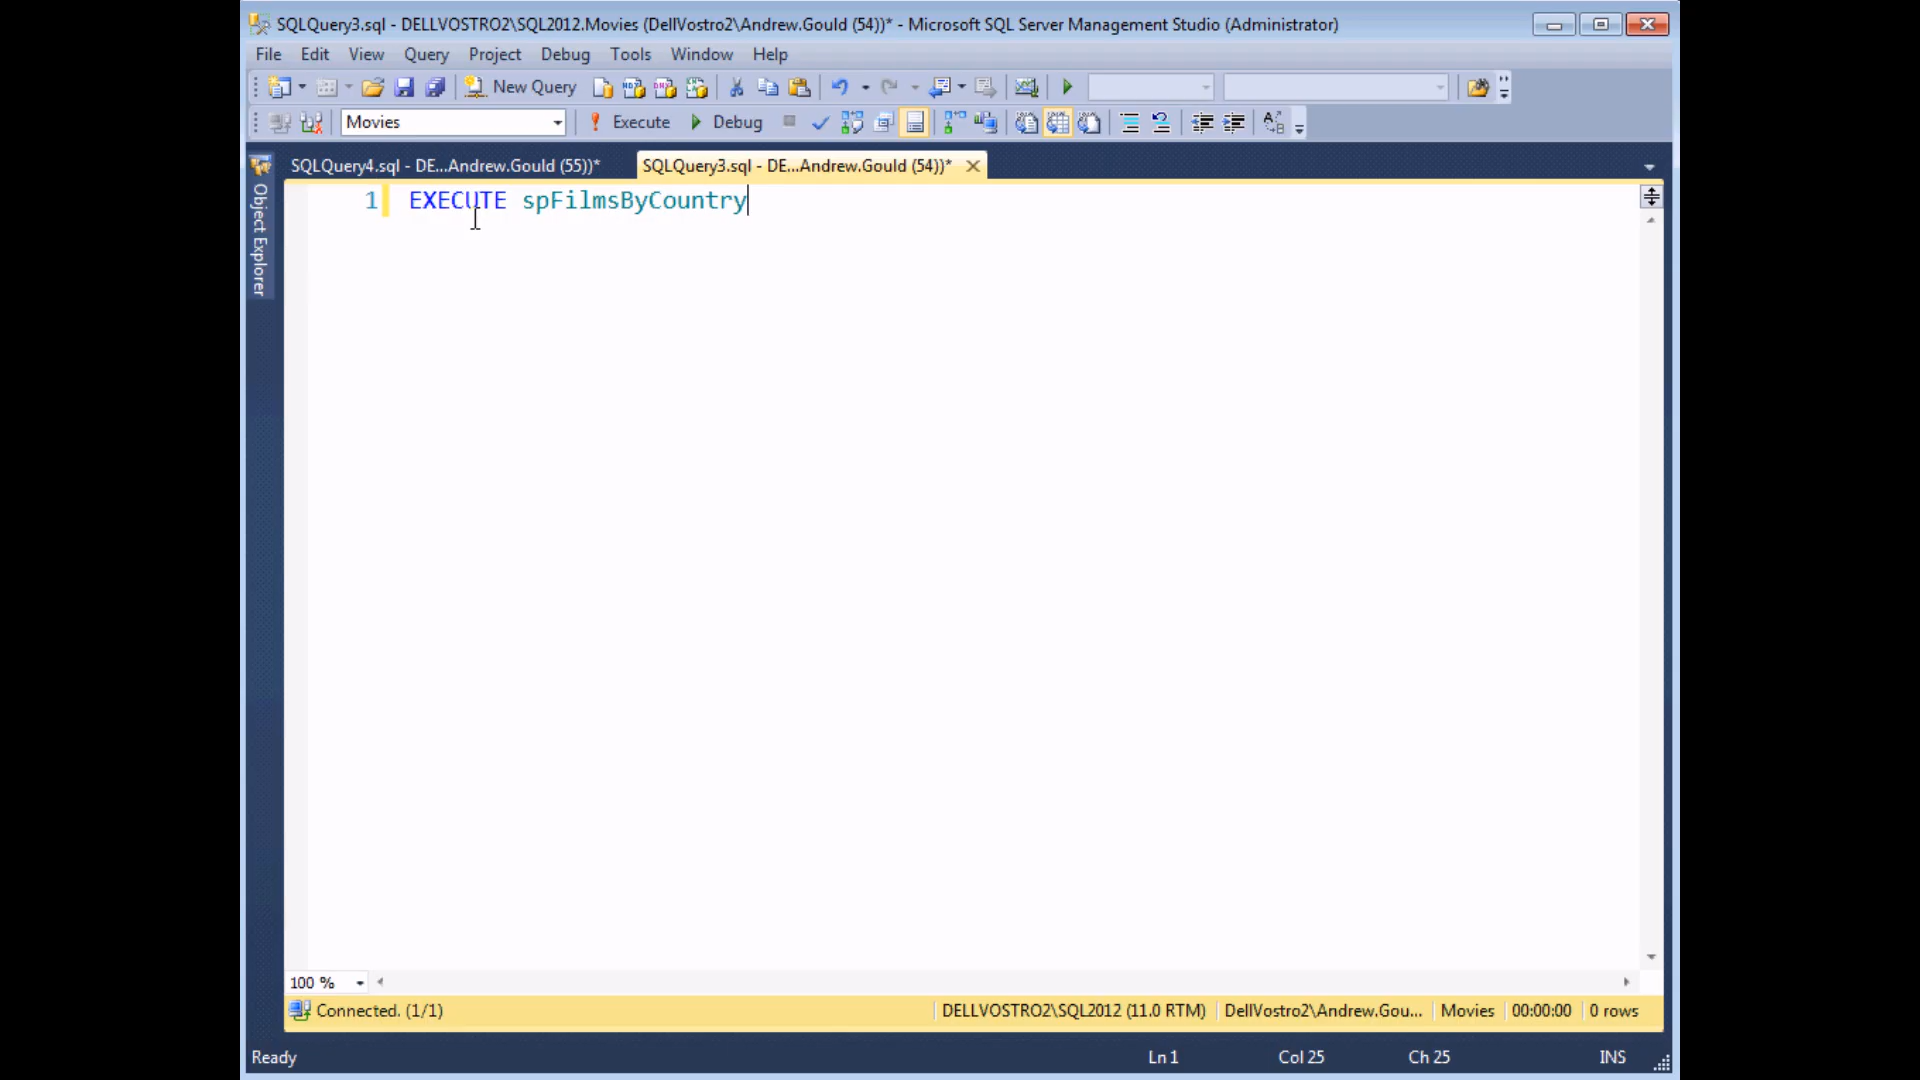 SQLQuery3.sql - DELLVOSTRO2\SQL2012.Movies (DellVostro2\Andrew.Gould (54))* - Microsoft SQL Server Management Studio (Administrator)
File Edit View Query Project Debug Tools Window Help
New Query
Movies Execute Debug
SQLQuery4.sql - DE...Andrew.Gould (55))* SQLQuery3.sql - DE...Andrew.Gould (54))*
Object Explorer
1 EXECUTE spFilmsByCountry
100 %
Connected. (1/1) DELLVOSTRO2\SQL2012 (11.0 RTM) DellVostro2\Andrew.Gou... Movies 00:00:00 0 rows
Ready Ln 1 Col 25 Ch 25 INS